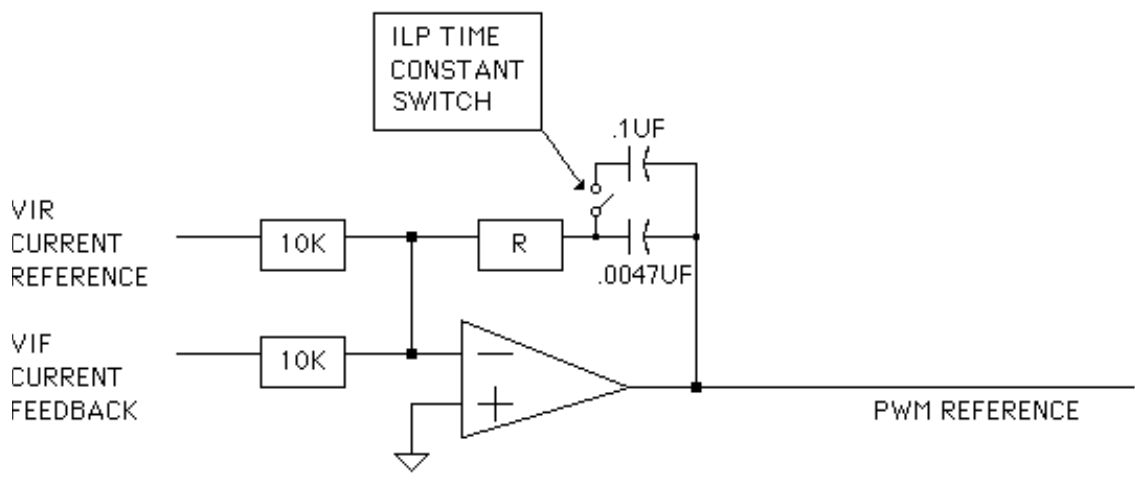 ILP TIME
CONSTANT
SWITCH
.1UF
VIR
CURRENT
REFERENCE
10K
R
.0047UF
VIF
CURRENT
FEEDBACK
10K
PWM REFERENCE